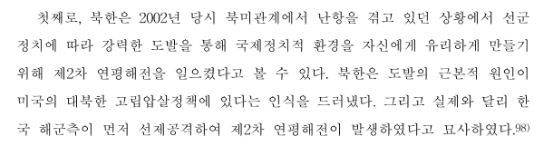 첫째로, 북한은 2002년 당시 북미관계에서 난항을 겪고 있던 상황에서 선군
정치에 따라 강력한 도발을 통해 국제정치적 환경을 자신에게 유리하게 만들기
위해 제2차 연평해전을 일으켰다고 볼 수 있다. 북한은 도발의 근본적 원인이
미국의 대북한 고립압살정책에 있다는 인식을 드러냈다. 그리고 실제와 달리 한
국 해군측이 먼저 선제공격하여 제2차 연평해전이 발생하였다고 묘사하였다.98)